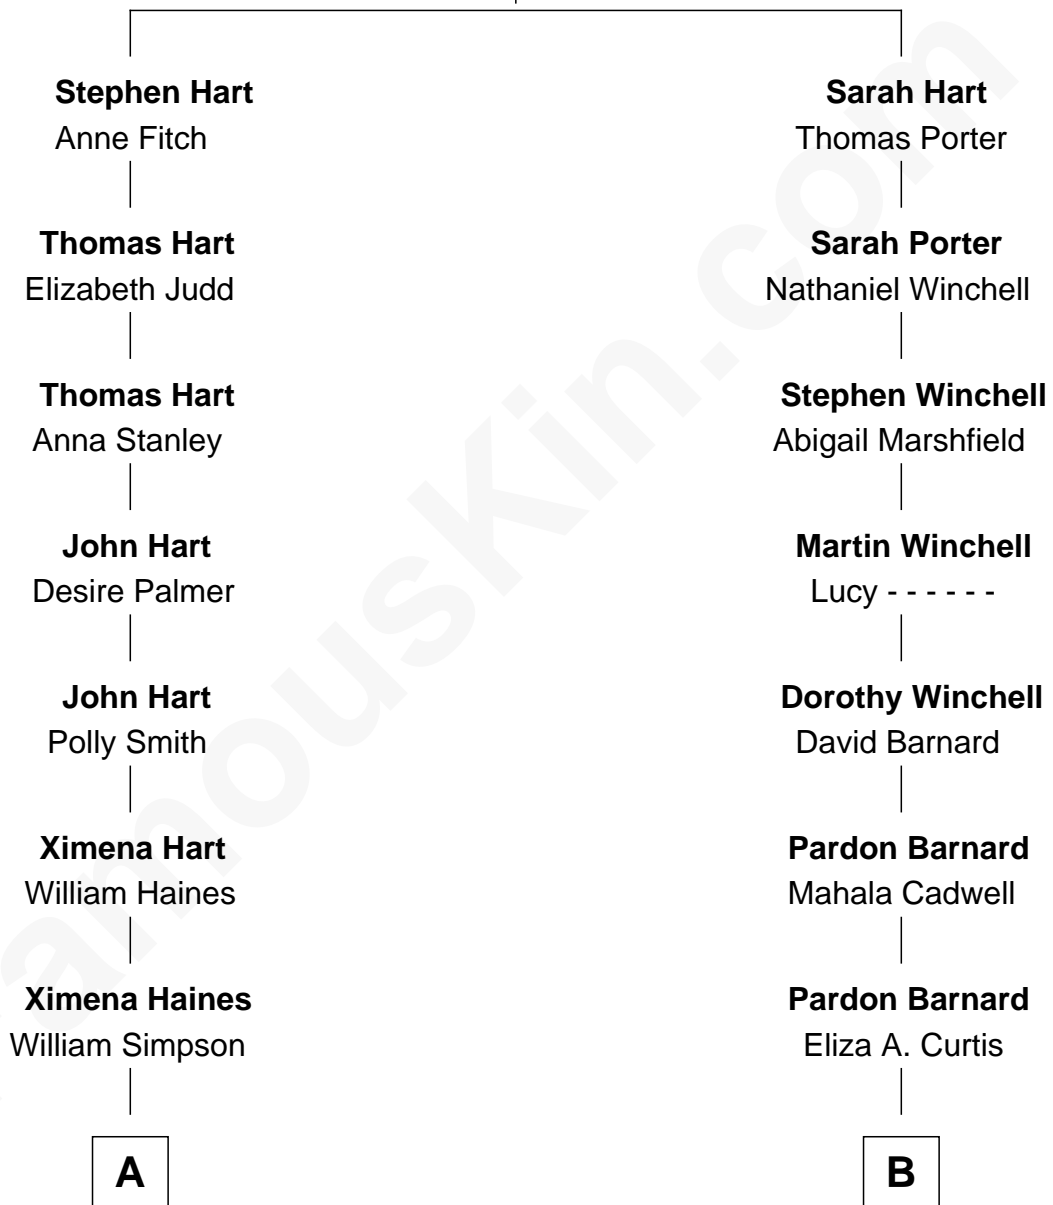 Stephen Hart
Anne Fitch
Thomas Hart
Elizabeth Judd
Thomas Hart
Anna Stanley
John Hart
Desire Palmer
John Hart
Polly Smith
Ximena Hart
William Haines
Ximena Haines
William Simpson
A
Sarah Hart
Thomas Porter
Sarah Porter
Nathaniel Winchell
Stephen Winchell
Abigail Marshfield
Martin Winchell
Lucy - - - - - -
Dorothy Winchell
David Barnard
Pardon Barnard
Mahala Cadwell
Pardon Barnard
Eliza A. Curtis
B
amouskin.com